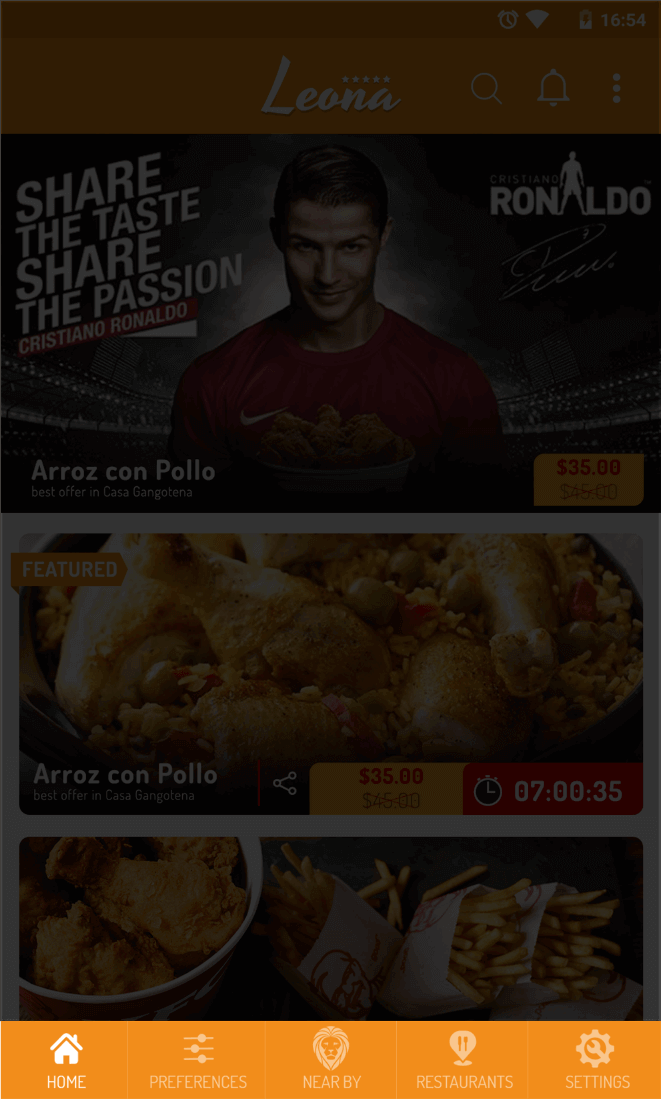 16:54
Leona
SHARE
THE TASTE
SHARE
THE PASSION
CRISTIANO RONALDO
CRISTIANO
RONALDO
™
Arroz con Pollo
best offer in Casa Gangotena
$35.00
$45.00
FEATURED
Arroz con Pollo
best offer in Casa Gangotena
$35.00
$45.00
07:00:35
HOME
PREFERENCES
NEAR BY
RESTAURANTS
SETTINGS